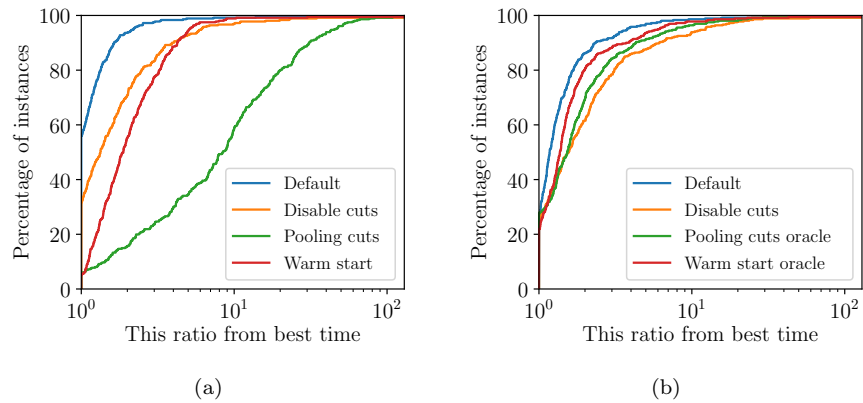 100
80
60
40
20
0
Percentage of instances
10^0
10^1
10^2
This ratio from best time
Default
Disable cuts
Pooling cuts
Warm start
(a)
100
80
60
40
20
0
Percentage of instances
10^0
10^1
10^2
This ratio from best time
Default
Disable cuts
Pooling cuts oracle
Warm start oracle
(b)